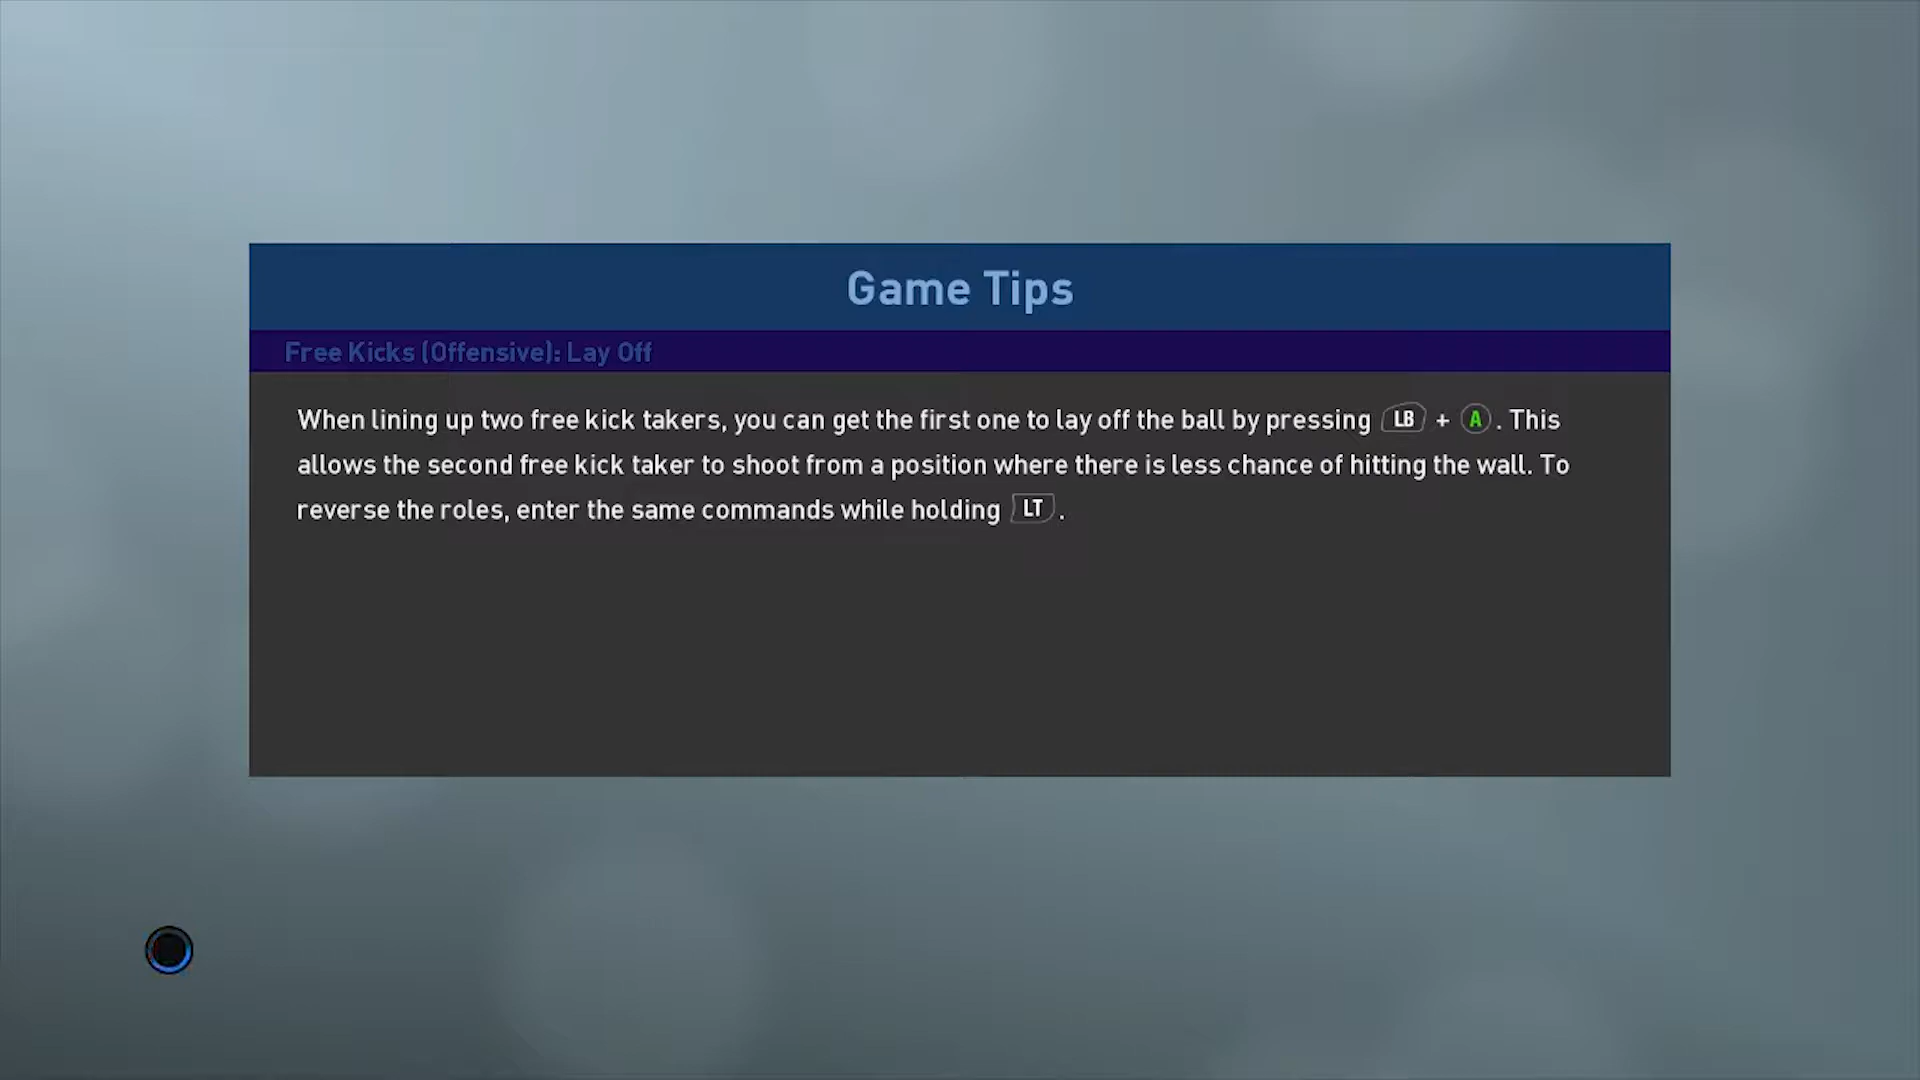 Game Tips
Free Kicks (Offensive): Lay Off
When lining up two free kick takers, you can get the first one to lay off the ball by pressing LB + A. This
allows the second free kick taker to shoot from a position where there is less chance of hitting the wall. To
reverse the roles, enter the same commands while holding LT.